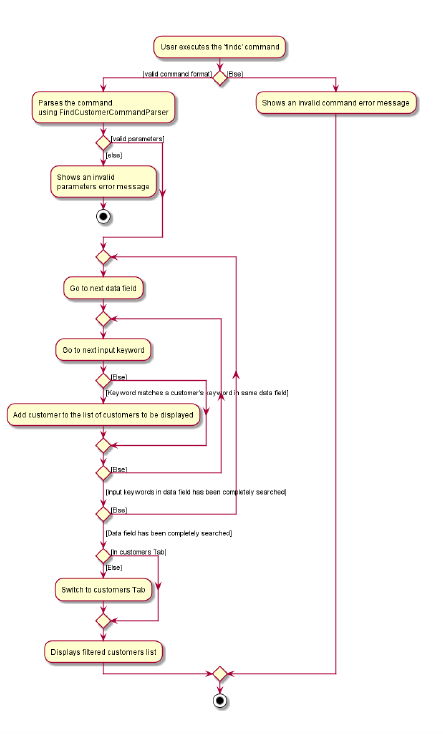 User executes the 'findc' command
[valid command format]
[Else]
Parses the command
using FindCustomerCommandParser
Shows an invalid command error message
[valid parameters]
[else]
Shows an invalid
parameters error message
Go to next data field
Go to next input keyword
[Else]
[Keyword matches a customer's keyword in same data field]
Add customer to the list of customers to be displayed
[Else]
[Input keywords in data field has been completely searched]
[Else]
[Data field has been completely searched]
[in customers Tab]
[Else]
Switch to customers Tab
Displays filtered customers list